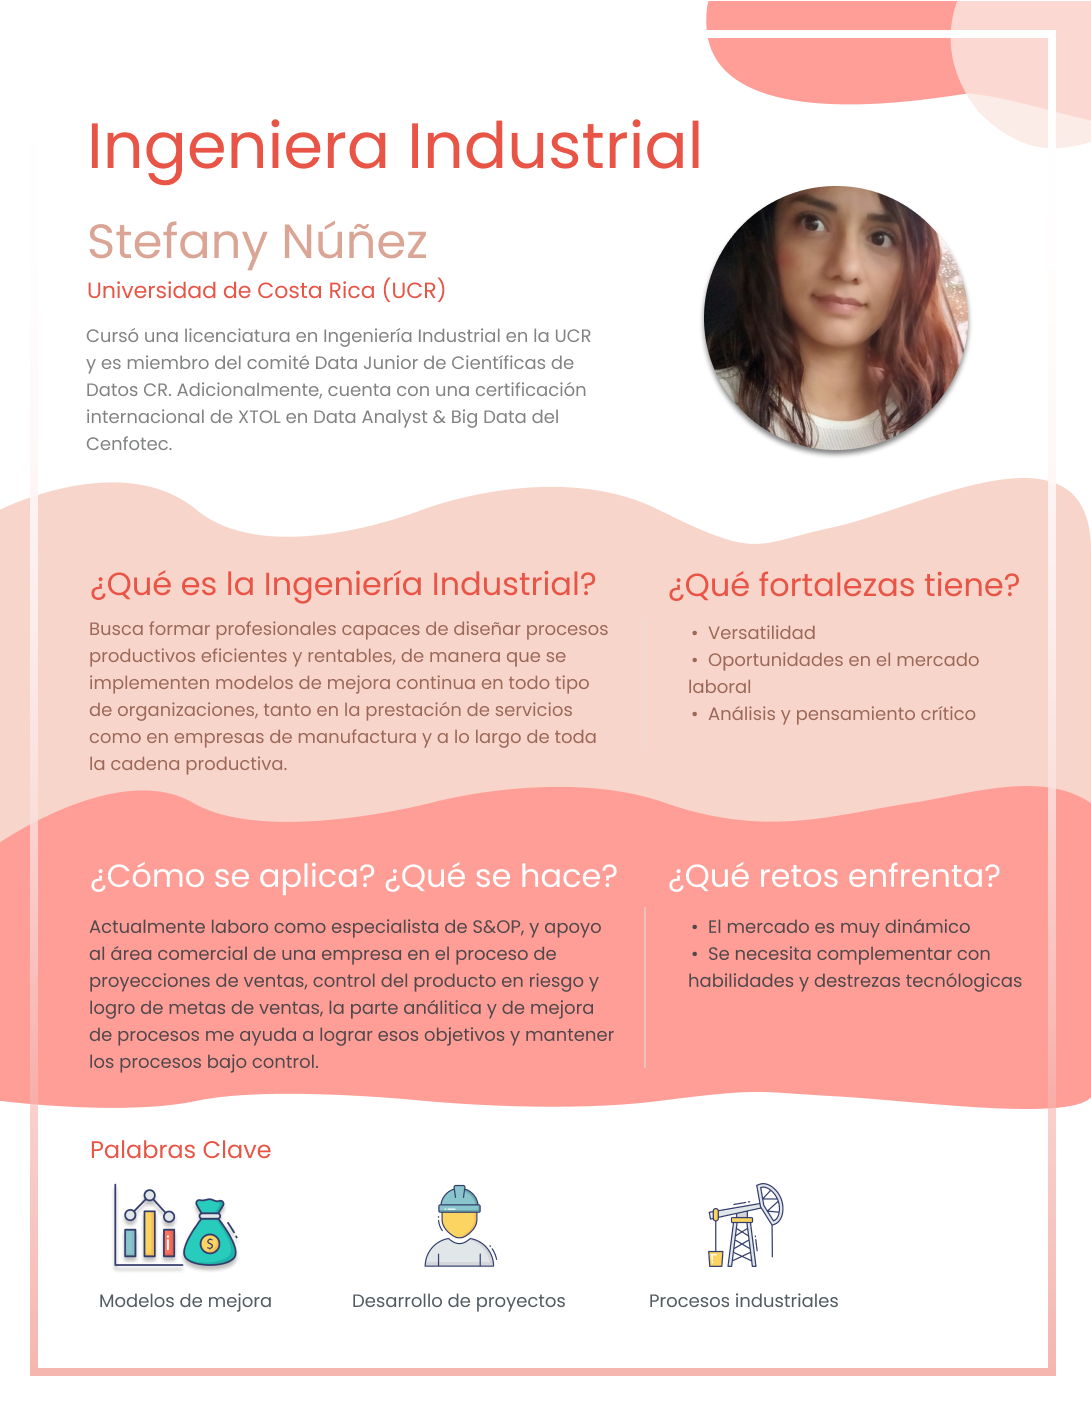 Ingeniera Industrial
Stefany Núñez
Universidad de Costa Rica (UCR)
Cursó una licenciatura en Ingeniería Industrial en la UCR
y es miembro del comité Data Junior de Científicas de
Datos CR. Adicionalmente, cuenta con una certificación
internacional de XTOL en Data Analyst & Big Data del
Cenfotec.
¿Qué es la Ingeniería Industrial?
Busca formar profesionales capaces de diseñar procesos
productivos eficientes y rentables, de manera que se
implementen modelos de mejora continua en todo tipo
de organizaciones, tanto en la prestación de servicios
como en empresas de manufactura y a lo largo de toda
la cadena productiva.
¿Qué fortalezas tiene?
• Versatilidad
• Oportunidades en el mercado
laboral
• Análisis y pensamiento crítico
¿Cómo se aplica? ¿Qué se hace?
Actualmente laboro como especialista de S&OP, y apoyo
al área comercial de una empresa en el proceso de
proyecciones de ventas, control del producto en riesgo y
logro de metas de ventas, la parte análitica y de mejora
de procesos me ayuda a lograr esos objetivos y mantener
los procesos bajo control.
¿Qué retos enfrenta?
• El mercado es muy dinámico
• Se necesita complementar con
habilidades y destrezas tecnólogicas
Palabras Clave
$
Modelos de mejora
Desarrollo de proyectos
Procesos industriales